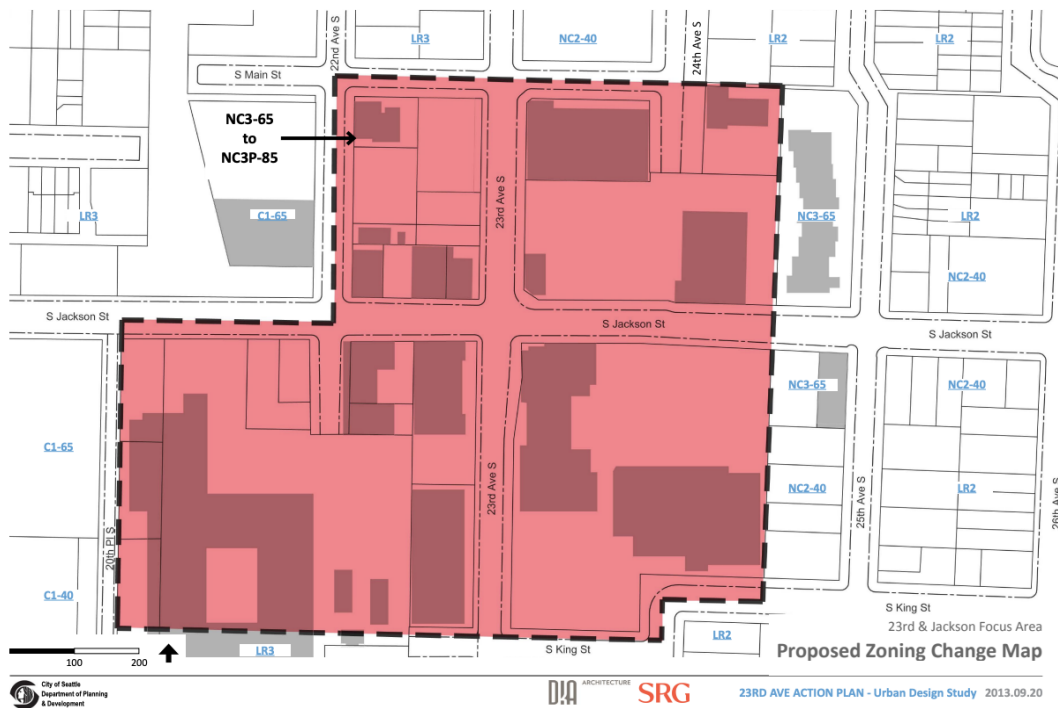 22nd Ave S
LR3
NC2-40
24th Ave S
LR2
LR2
S Main St
NC3-65
to
NC3P-85
LR3
C1-65
23rd Ave S
NC3-65
LR2
NC2-40
S Jackson St
S Jackson St
S Jackson St
NC3-65
NC2-40
C1-65
23rd Ave S
NC2-40
LR2
25th Ave S
26th Ave S
20th Pl S
C1-40
S King St
LR2
S King St
LR3
100
200
23rd & Jackson Focus Area
Proposed Zoning Change Map
City of Seattle
Department of Planning
& Development
DIA ARCHITECTURE
SRG
23RD AVE ACTION PLAN - Urban Design Study 2013.09.20